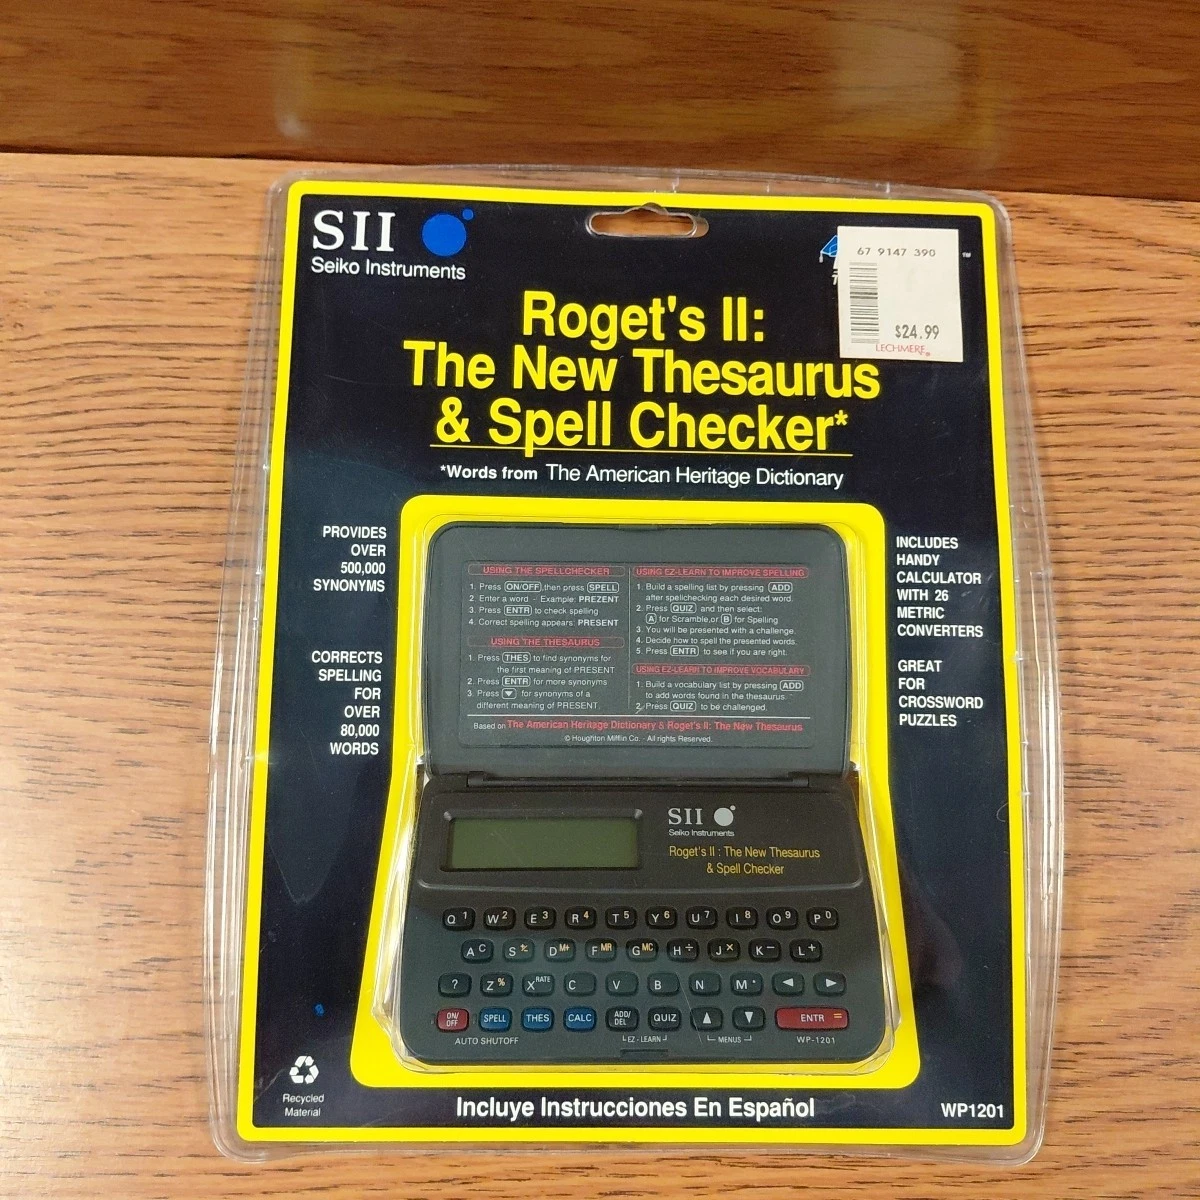 SII
Seiko Instruments
67 9147 390
$24.99
LECHMERE
TM
Roget's II:
The New Thesaurus
& Spell Checker*
*Words from The American Heritage Dictionary
PROVIDES
OVER
500,000
SYNONYMS
CORRECTS
SPELLING
FOR
OVER
80,000
WORDS
INCLUDES
HANDY
CALCULATOR
WITH 26
METRIC
CONVERTERS
GREAT
FOR
CROSSWORD
PUZZLES
USING THE SPELLCHECKER
1. Press ON/OFF, then press SPELL
2. Enter a word - Example: PREZENT
3. Press ENTR to check spelling
4. Correct spelling appears: PRESENT
USING THE THESAURUS
1. Press THES to find synonyms for
the first meaning of PRESENT
2. Press ENTR for more synonyms
3. Press ▼ for synonyms of a
different meaning of PRESENT.
USING EZ-LEARN TO IMPROVE SPELLING
1. Build a spelling list by pressing ADD
after spellchecking each desired word.
2. Press QUIZ and then select:
A for Scramble, or B for Spelling
3. You will be presented with a challenge.
4. Decide how to spell the presented words.
5. Press ENTR to see if you are right.
USING EZ-LEARN TO IMPROVE VOCABULARY
1. Build a vocabulary list by pressing ADD
to add words found in the thesaurus.
2. Press QUIZ to be challenged.
Based on The American Heritage Dictionary & Roget's II: The New Thesaurus
© Houghton Mifflin Co. - All rights Reserved.
SII
Seiko Instruments
Roget's II : The New Thesaurus
& Spell Checker
Q 1 W 2 E 3 R 4 T 5 Y 6 U 7 I 8 O 9 P 0
A C S +- D M+ F MR G MC H ÷ J × K − L +
? Z % X RATE C V B N M . ◄ ►
ON/OFF SPELL THES CALC ADD/DEL QUIZ ▲ ▼ ENTR =
AUTO SHUTOFF EZ - LEARN MENUS WP-1201
Recycled
Material
Incluye Instrucciones En Español
WP1201